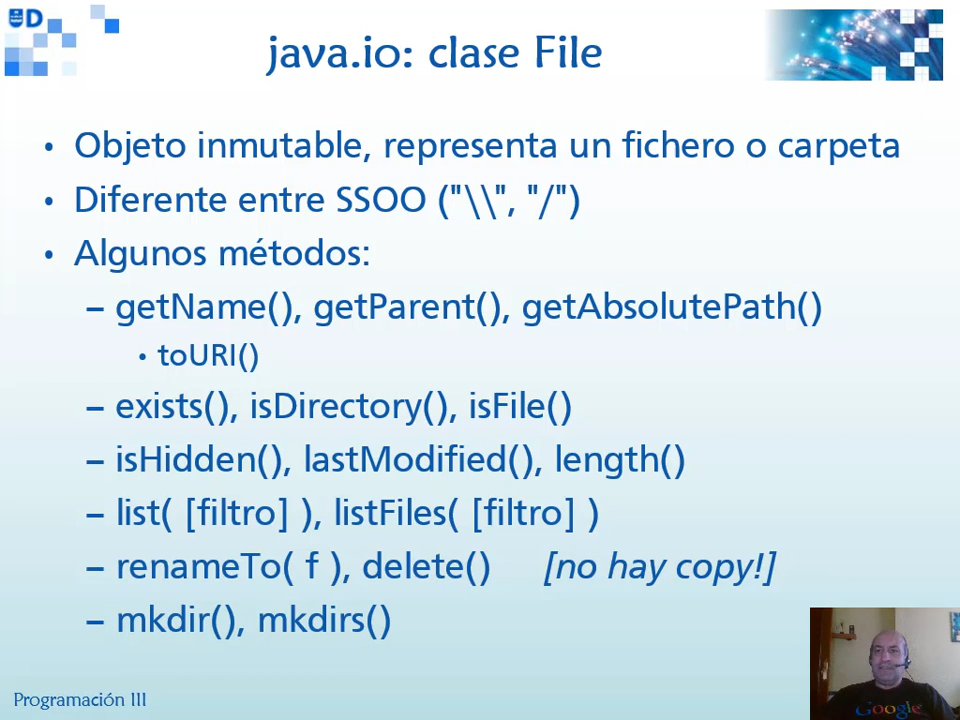 D
java.io: clase File
• Objeto inmutable, representa un fichero o carpeta
• Diferente entre SSOO ("\\", "/")
• Algunos métodos:
– getName(), getParent(), getAbsolutePath()
• toURI()
– exists(), isDirectory(), isFile()
– isHidden(), lastModified(), length()
– list( [filtro] ), listFiles( [filtro] )
– renameTo( f ), delete() [no hay copy!]
– mkdir(), mkdirs()
Google
Programación III